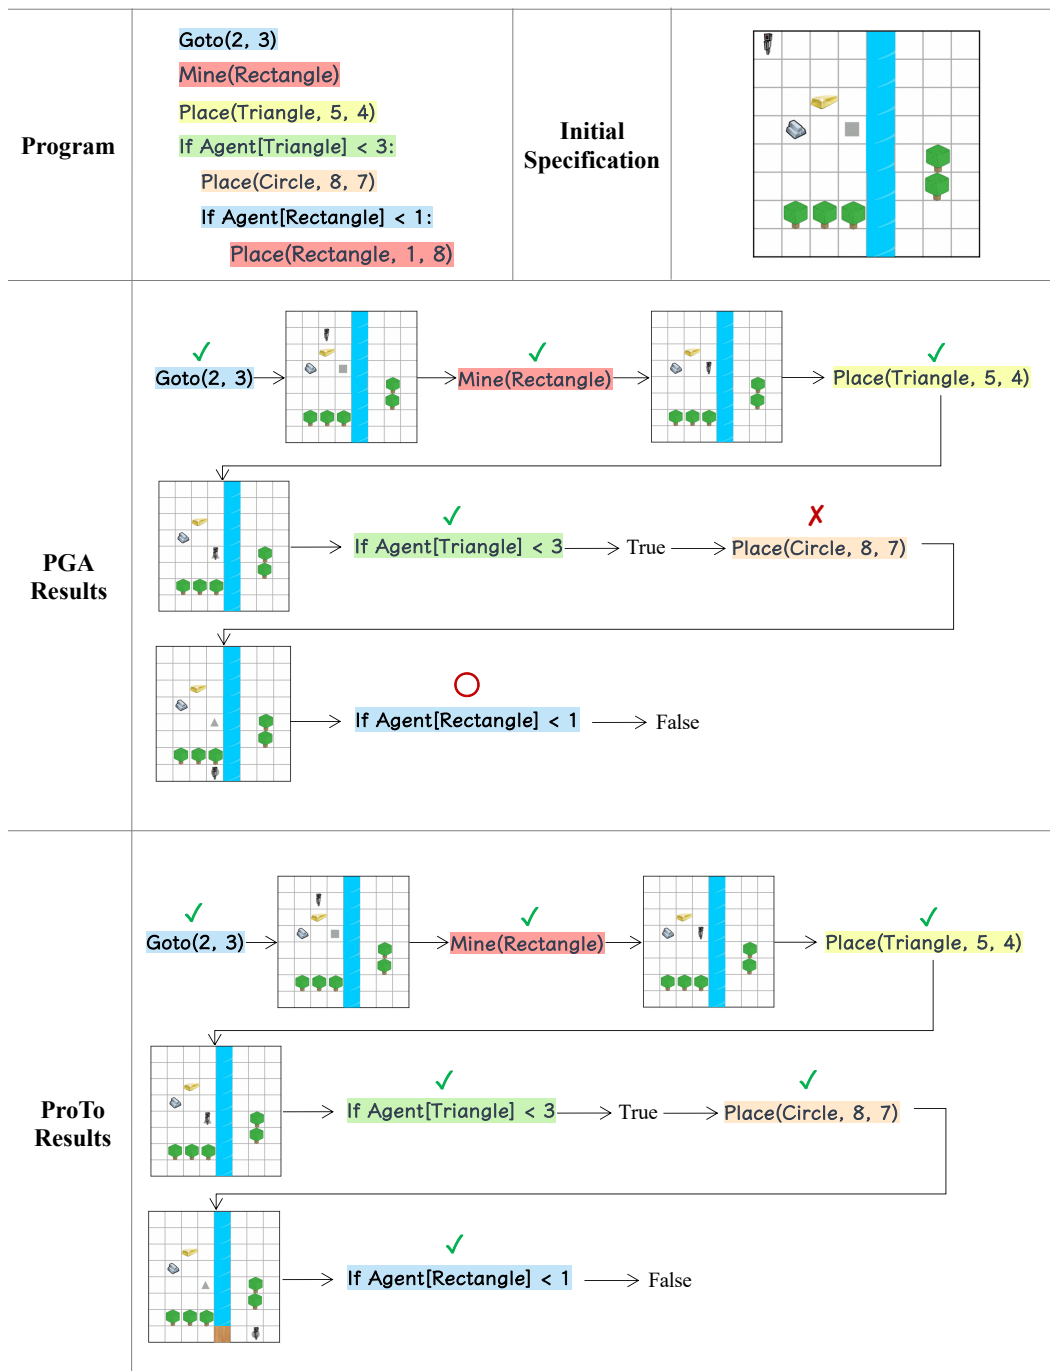 Program
Goto(2, 3)
Mine(Rectangle)
Place(Triangle, 5, 4)
If Agent[Triangle] < 3:
Place(Circle, 8, 7)
If Agent[Rectangle] < 1:
Place(Rectangle, 1, 8)
Initial
Specification
PGA
Results
Goto(2, 3)
Mine(Rectangle)
Place(Triangle, 5, 4)
If Agent[Triangle] < 3
True
Place(Circle, 8, 7)
If Agent[Rectangle] < 1
False
ProTo
Results
Goto(2, 3)
Mine(Rectangle)
Place(Triangle, 5, 4)
If Agent[Triangle] < 3
True
Place(Circle, 8, 7)
If Agent[Rectangle] < 1
False